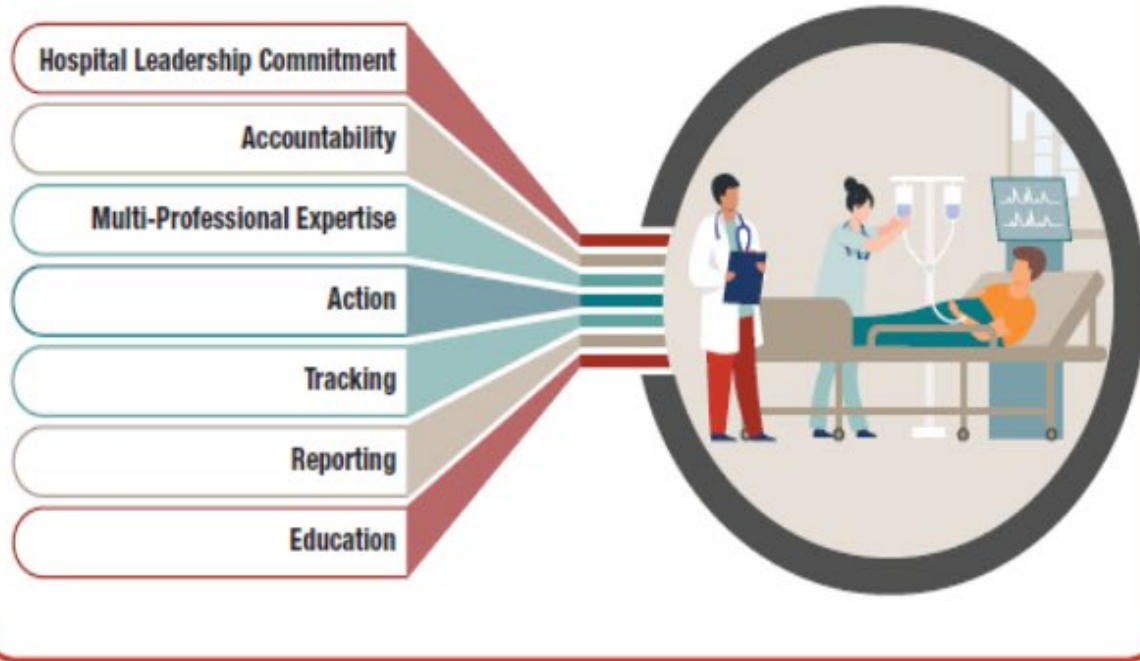 Hospital Leadership Commitment
Accountability
Multi-Professional Expertise
Action
Tracking
Reporting
Education